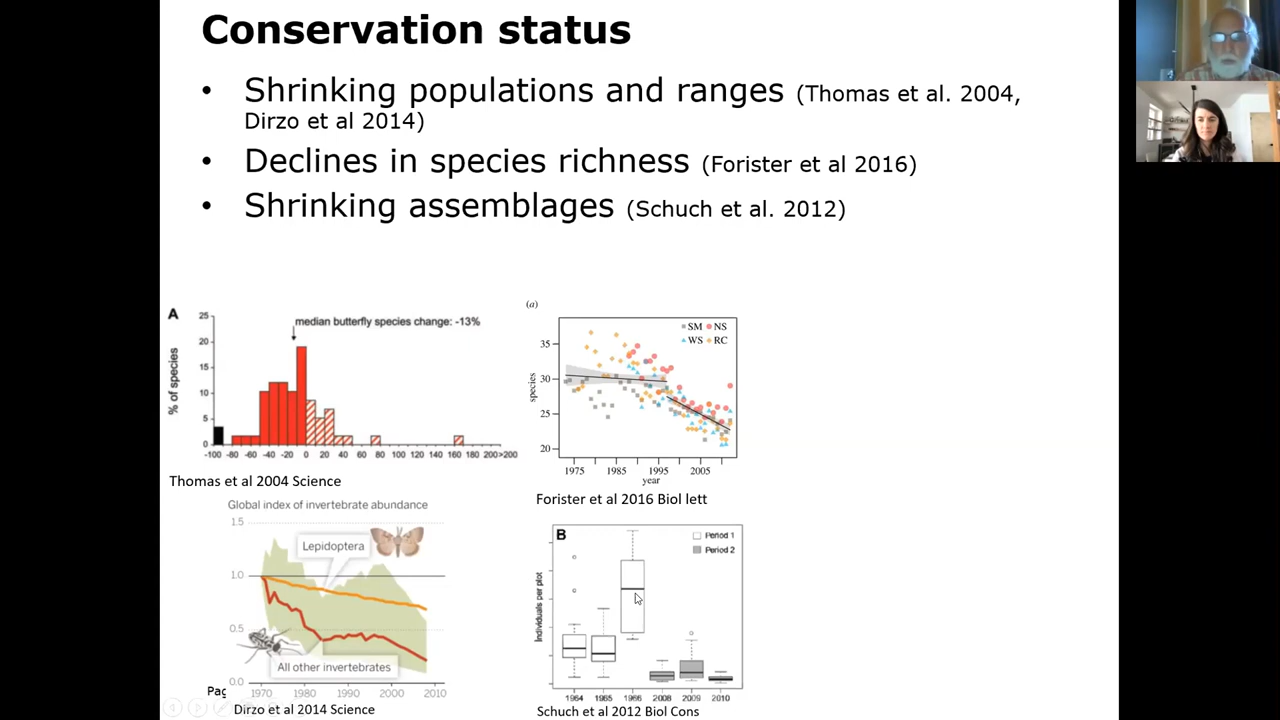 Conservation status
• Shrinking populations and ranges (Thomas et al. 2004,
Dirzo et al 2014)
• Declines in species richness (Forister et al 2016)
• Shrinking assemblages (Schuch et al. 2012)
A
median butterfly species change: -13%
% of species
25
20
15
10
5
0
-100 -80 -60 -40 -20 0 20 40 60 80 100 120 140 160 180 200 >200
Thomas et al 2004 Science
(a)
SM NS
WS RC
species
35
30
25
20
1975 1985 1995 2005
year
Forister et al 2016 Biol lett
Global index of invertebrate abundance
1.5
Lepidoptera
1.0
0.5
All other invertebrates
0.0
1970 1980 1990 2000 2010
Dirzo et al 2014 Science
B
Period 1
Period 2
Individuals per plot
1964 1965 1966 2008 2009 2010
Schuch et al 2012 Biol Cons